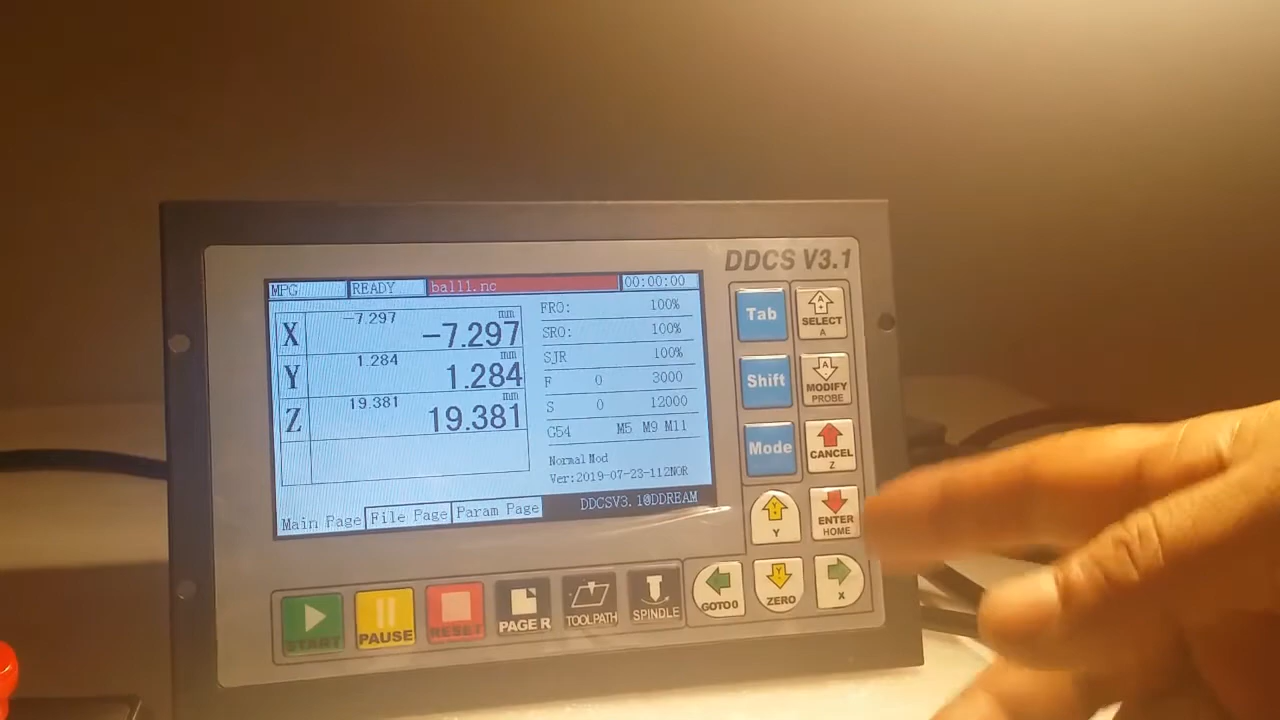 DDCS V3.1
MPG READY ball1.nc 00:00:00
X -7.297 mm -7.297
Y 1.284 mm 1.284
Z 19.381 mm 19.381
FRO: 100%
SRO: 100%
SJR 100%
F 0 3000
S 0 12000
G54 M5 M9 M11
Normal Mod
Ver:2019-07-23-112NOR
Main Page File Page Param Page DDCSV3.1@DDREAM
Tab
A+
SELECT
A
Shift
A-
MODIFY
PROBE
Mode
CANCEL
Z
Y+
Y
ENTER
HOME
GOTO0
Y-
ZERO
X
START
PAUSE
RESET
PAGE R
TOOLPATH
SPINDLE